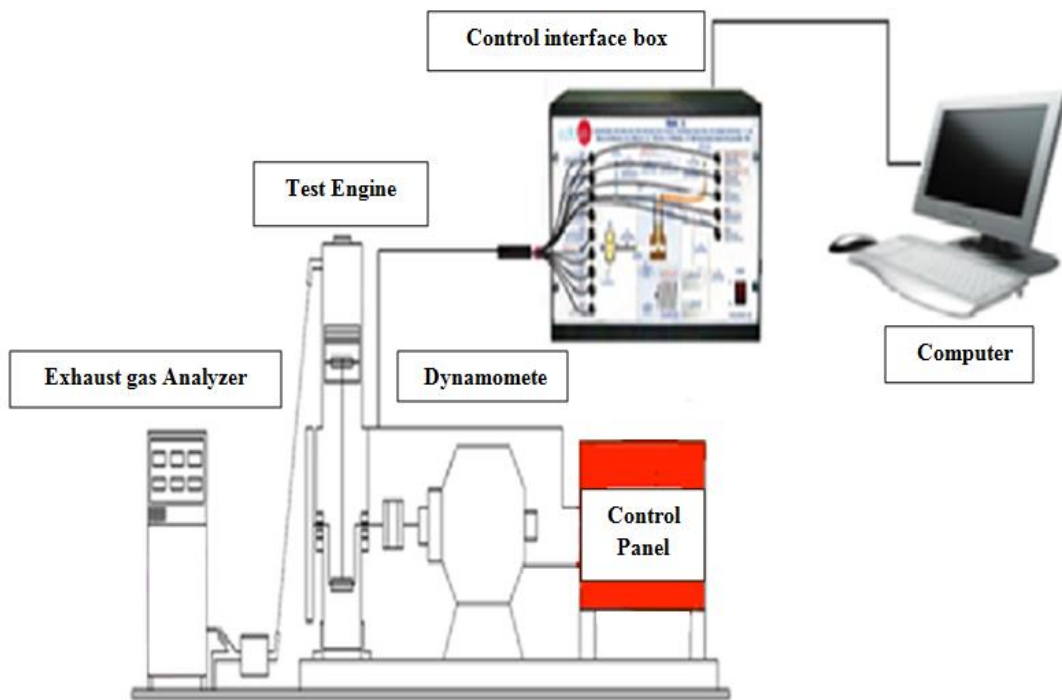 Control interface box
Test Engine
Exhaust gas Analyzer
Dynamomete
Computer
Control
Panel